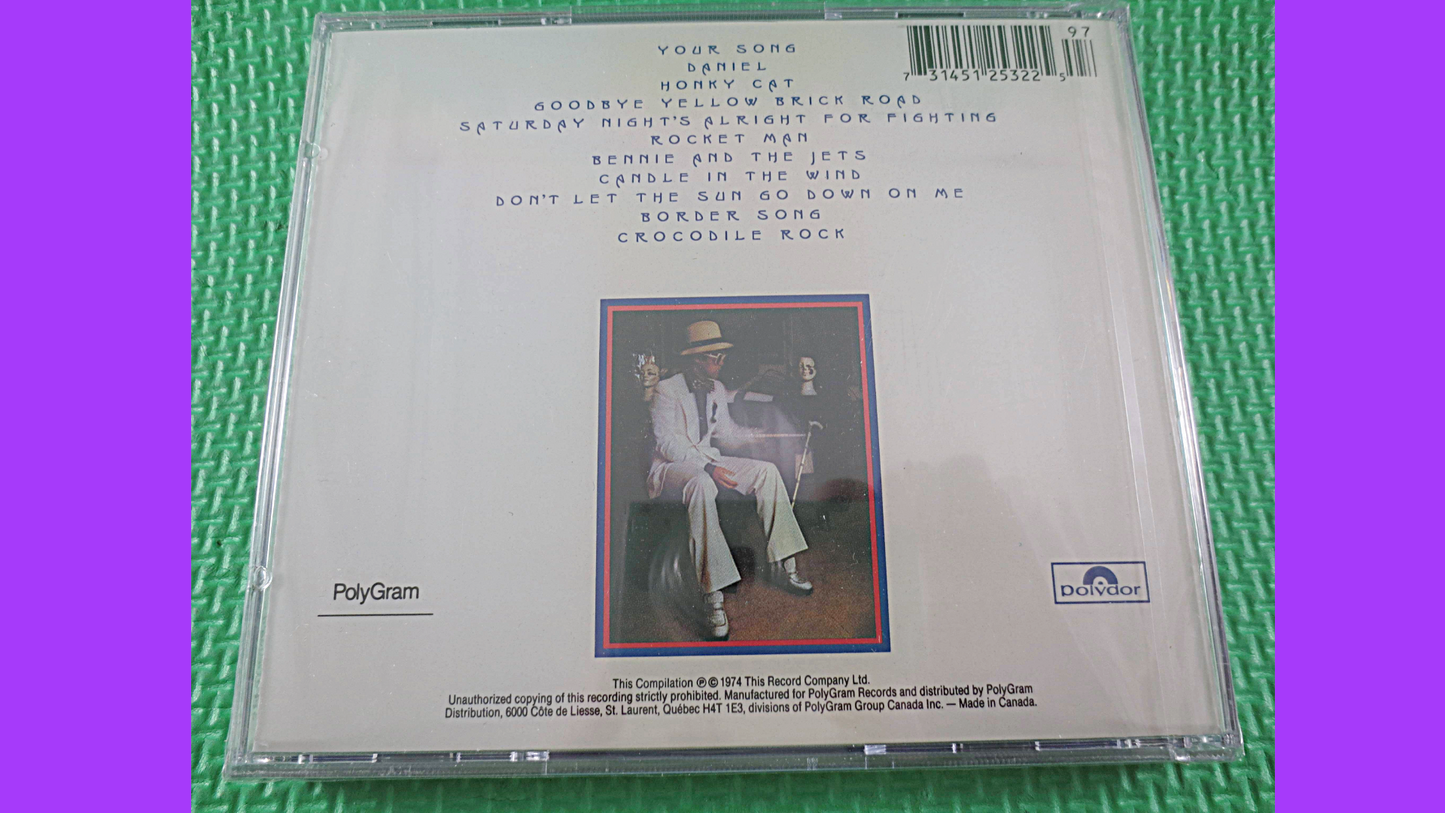 YOUR SONG
DANIEL
HONKY CAT
GOODBYE YELLOW BRICK ROAD
SATURDAY NIGHT'S ALRIGHT FOR FIGHTING
ROCKET MAN
BENNIE AND THE JETS
CANDLE IN THE WIND
DON'T LET THE SUN GO DOWN ON ME
BORDER SONG
CROCODILE ROCK
97
7 31451 25322 5
PolyGram
polydor
This Compilation ℗©1974 This Record Company Ltd.
Unauthorized copying of this recording strictly prohibited. Manufactured for PolyGram Records and distributed by PolyGram
Distribution, 6000 Côte de Liesse, St. Laurent, Québec H4T 1E3, divisions of PolyGram Group Canada Inc. — Made in Canada.